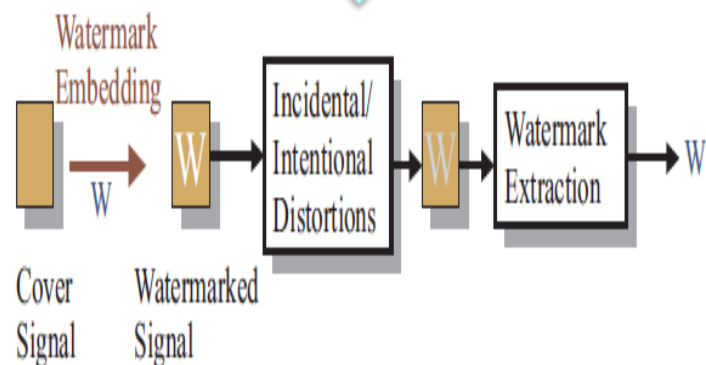 Watermark
Embedding
W
W
Incidental/
Intentional
Distortions
W
Watermark
Extraction
W
Cover
Signal
Watermarked
Signal